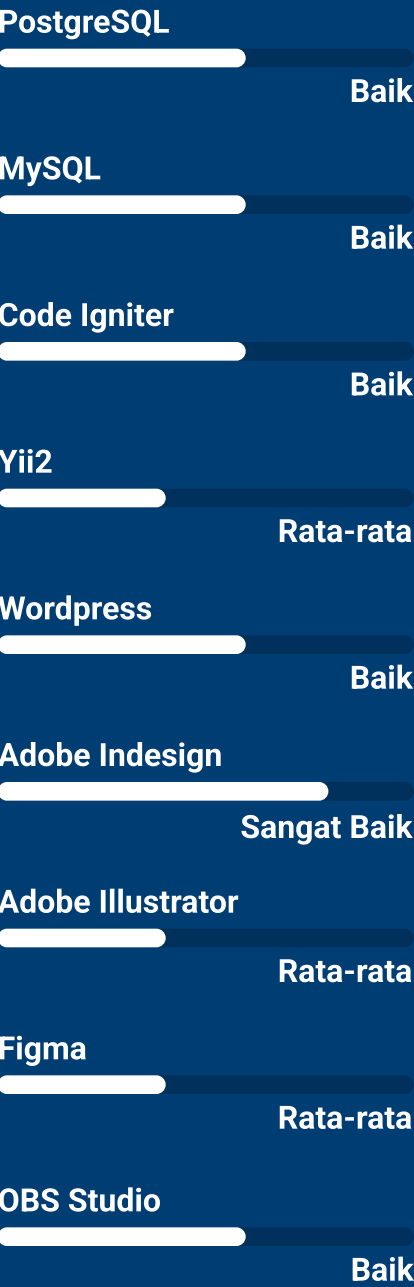 PostgreSQL
Baik
MySQL
Baik
Code Igniter
Baik
Yii2
Rata-rata
Wordpress
Baik
Adobe Indesign
Sangat Baik
Adobe Illustrator
Rata-rata
Figma
Rata-rata
OBS Studio
Baik